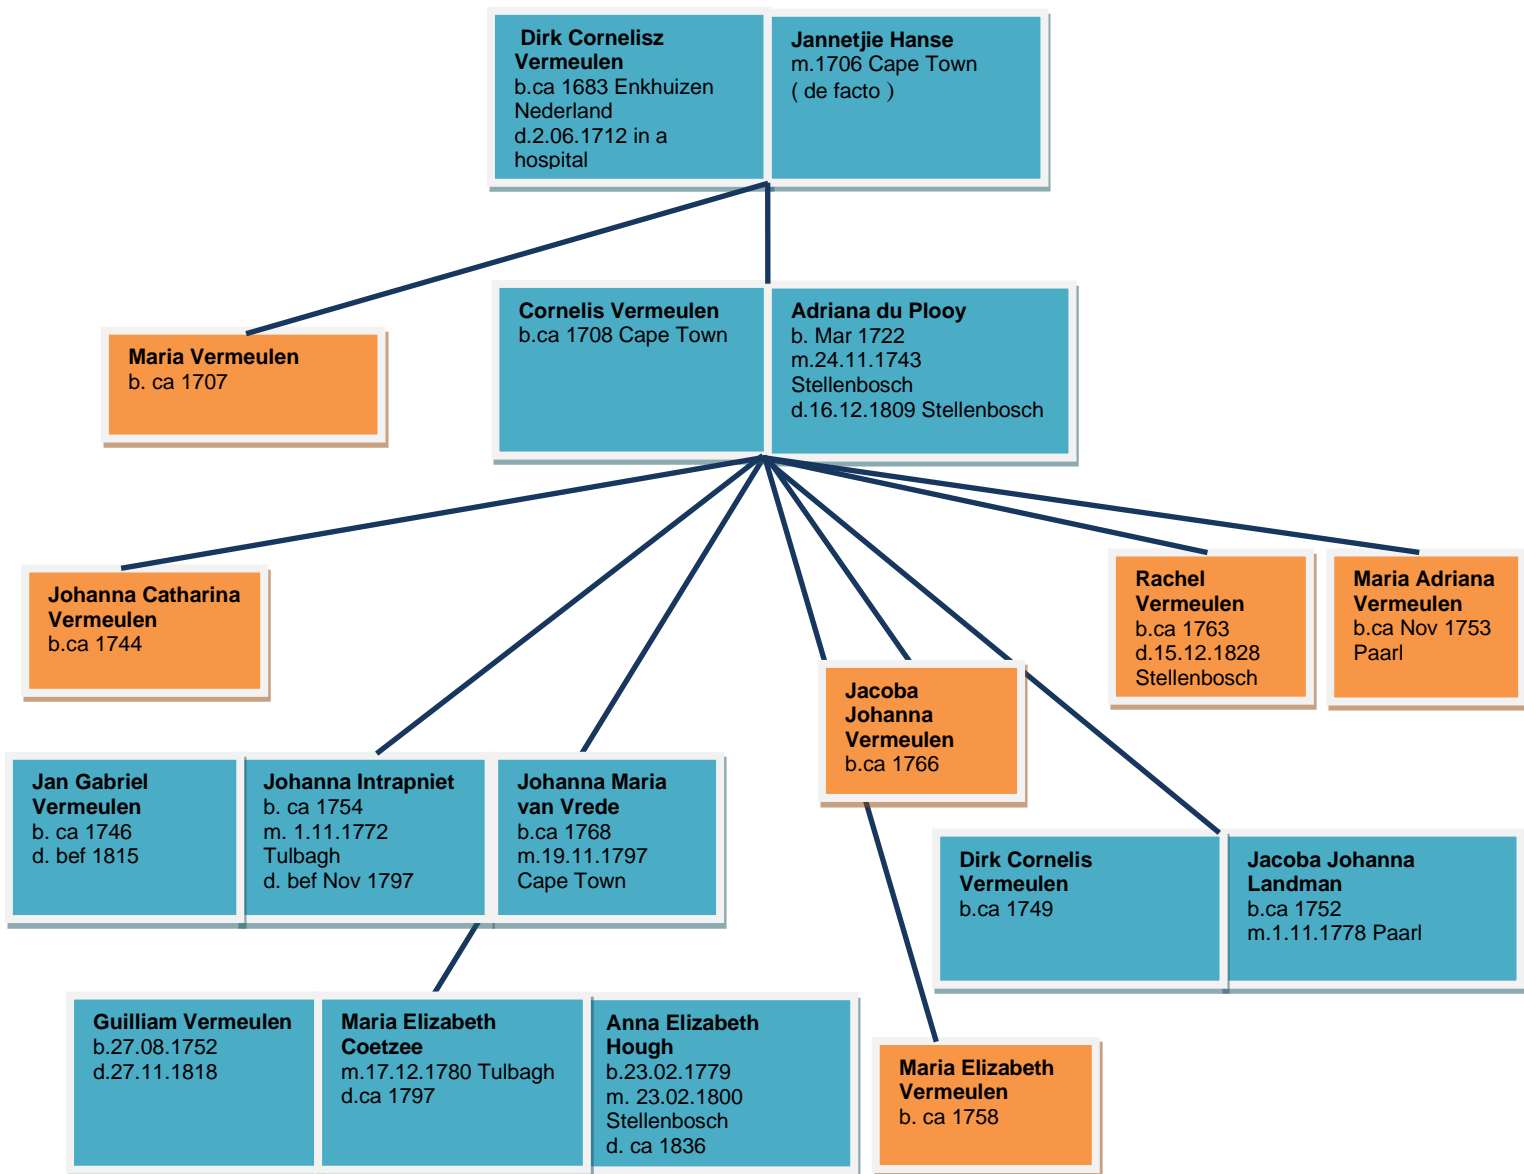 Dirk Cornelisz
Vermeulen
b.ca 1683 Enkhuizen
Nederland
d.2.06.1712 in a
hospital
Jannetjie Hanse
m.1706 Cape Town
( de facto )
Maria Vermeulen
b. ca 1707
Cornelis Vermeulen
b.ca 1708 Cape Town
Adriana du Plooy
b. Mar 1722
m.24.11.1743
Stellenbosch
d.16.12.1809 Stellenbosch
Johanna Catharina
Vermeulen
b.ca 1744
Rachel
Vermeulen
b.ca 1763
d.15.12.1828
Stellenbosch
Maria Adriana
Vermeulen
b.ca Nov 1753
Paarl
Jacoba
Johanna
Vermeulen
b.ca 1766
Jan Gabriel
Vermeulen
b. ca 1746
d. bef 1815
Johanna Intrapniet
b. ca 1754
m. 1.11.1772
Tulbagh
d. bef Nov 1797
Johanna Maria
van Vrede
b.ca 1768
m.19.11.1797
Cape Town
Dirk Cornelis
Vermeulen
b.ca 1749
Jacoba Johanna
Landman
b.ca 1752
m.1.11.1778 Paarl
Guilliam Vermeulen
b.27.08.1752
d.27.11.1818
Maria Elizabeth
Coetzee
m.17.12.1780 Tulbagh
d.ca 1797
Anna Elizabeth
Hough
b.23.02.1779
m. 23.02.1800
Stellenbosch
d. ca 1836
Maria Elizabeth
Vermeulen
b. ca 1758